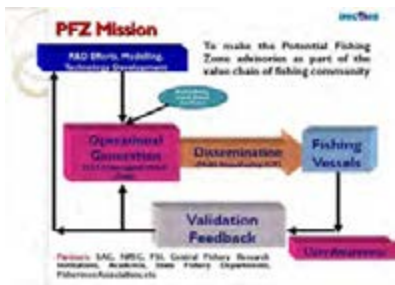 PFZ Mission
To make the Potential Fishing
Zone advisories as part of the
value chain of fishing community
R&D Efforts, Modelling,
Technology Development
Operational
Generation
Dissemination
Fishing
Vessels
Validation
Feedback
User Awareness
Partners: SAC, NRSC, FSI, Central Fishery Research
Institutions, Academia, State Fishery Departments,
Fishermen Associations, etc